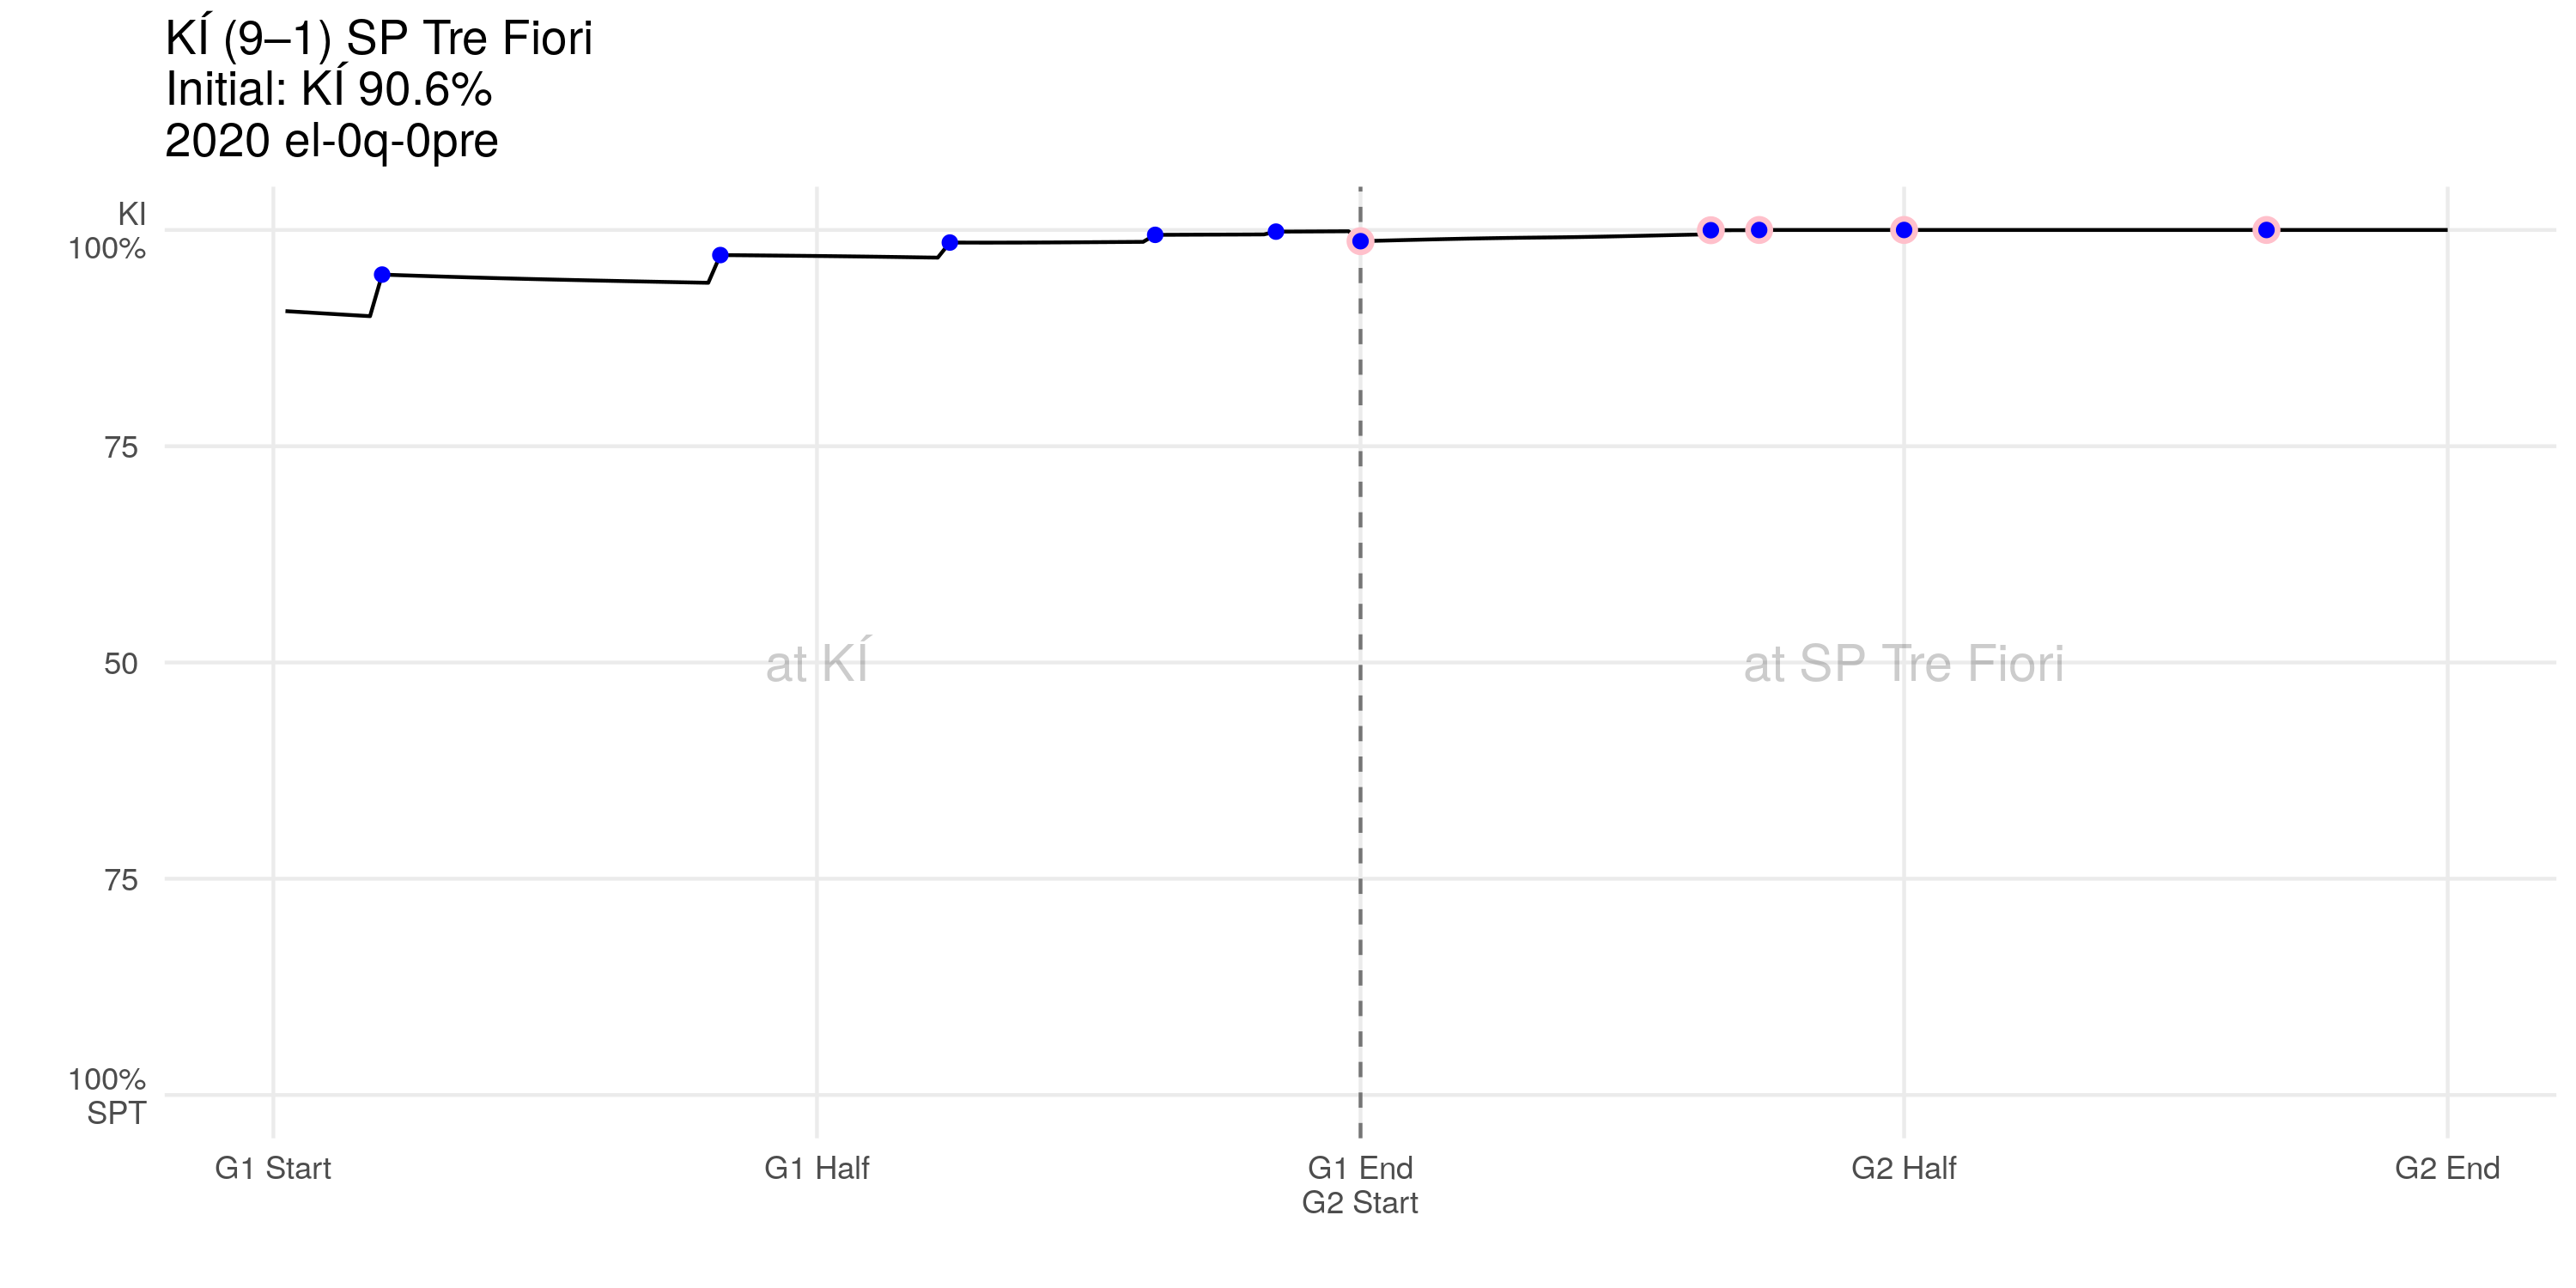 KÍ (9–1) SP Tre Fiori
Initial: KÍ 90.6%
2020 el-0q-0pre
KI
100%
75
50
75
100%
SPT
at KÍ
at SP Tre Fiori
G1 Start
G1 Half
G1 End
G2 Start
G2 Half
G2 End